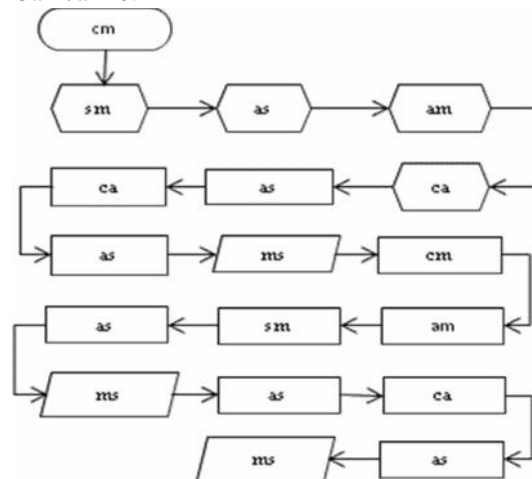 cm
sm as am
ca as ca
as ms cm
as sm am
ms as ca
ms as